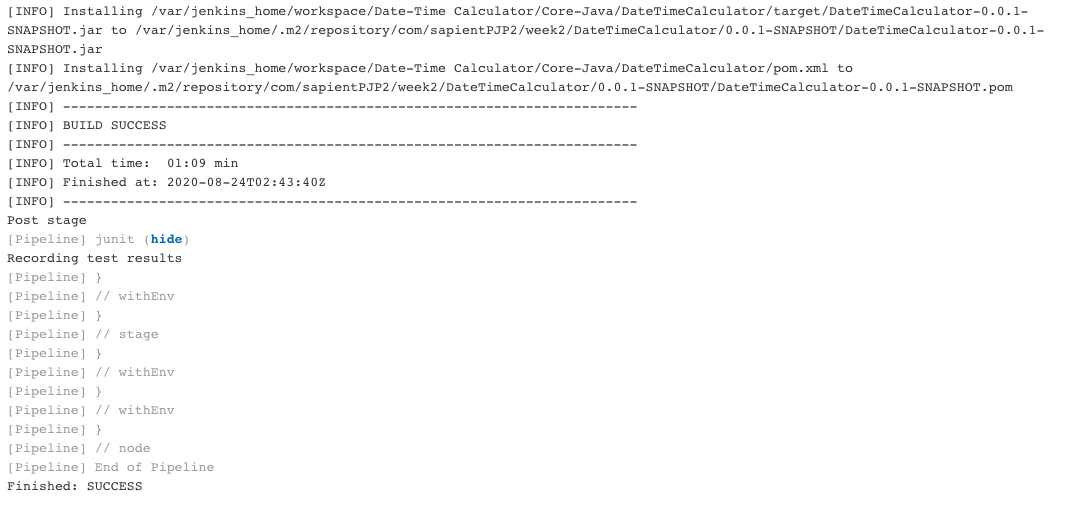 [INFO] Installing /var/jenkins_home/workspace/Date-Time Calculator/Core-Java/DateTimeCalculator/target/DateTimeCalculator-0.0.1-
SNAPSHOT.jar to /var/jenkins_home/.m2/repository/com/sapientPJP2/week2/DateTimeCalculator/0.0.1-SNAPSHOT/DateTimeCalculator-0.0.1-
SNAPSHOT.jar
[INFO] Installing /var/jenkins_home/workspace/Date-Time Calculator/Core-Java/DateTimeCalculator/pom.xml to
/var/jenkins_home/.m2/repository/com/sapientPJP2/week2/DateTimeCalculator/0.0.1-SNAPSHOT/DateTimeCalculator-0.0.1-SNAPSHOT.pom
[INFO] ------------------------------------------------------------------------
[INFO] BUILD SUCCESS
[INFO] ------------------------------------------------------------------------
[INFO] Total time:  01:09 min
[INFO] Finished at: 2020-08-24T02:43:40Z
[INFO] ------------------------------------------------------------------------
Post stage
[Pipeline] junit (hide)
Recording test results
[Pipeline] }
[Pipeline] // withEnv
[Pipeline] }
[Pipeline] // stage
[Pipeline] }
[Pipeline] // withEnv
[Pipeline] }
[Pipeline] // withEnv
[Pipeline] }
[Pipeline] // node
[Pipeline] End of Pipeline
Finished: SUCCESS